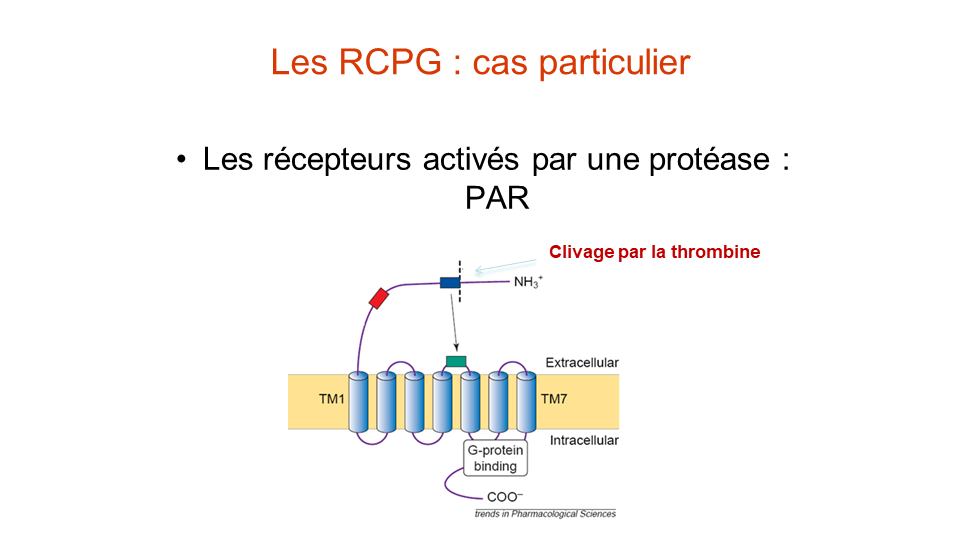 Les RCPG : cas particulier
• Les récepteurs activés par une protéase :
PAR
Clivage par la thrombine
NH3+
Extracellular
TM1
TM7
Intracellular
G-protein
binding
COO–
trends in Pharmacological Sciences